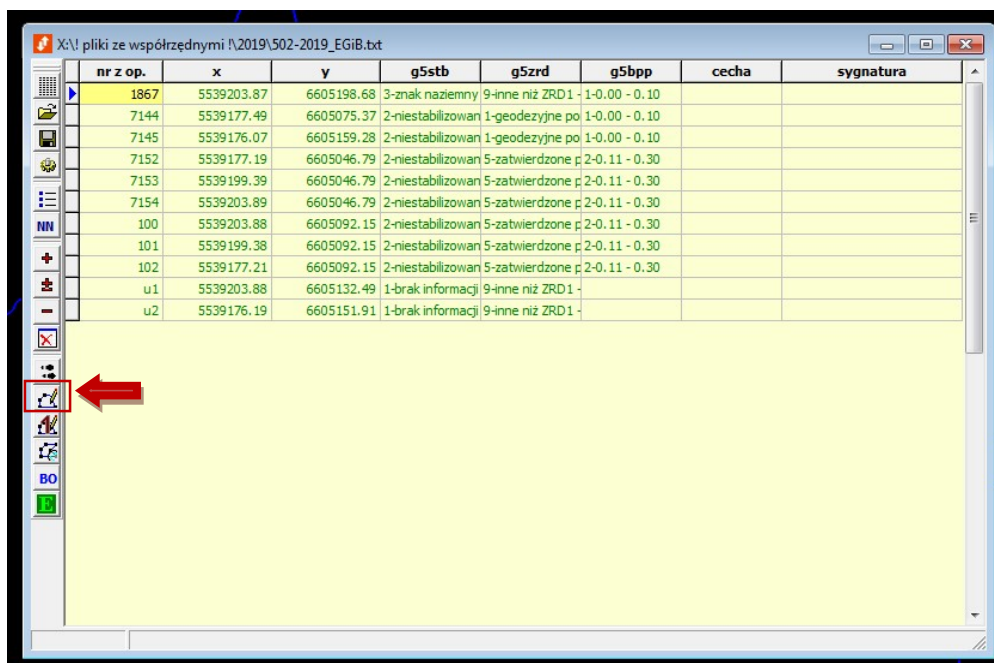 X:\! pliki ze współrzędnymi !\2019\502-2019_EGiB.txt
nr z op. x y g5stb g5zrd g5bpp cecha sygnatura
1867 5539203.87 6605198.68 3-znak naziemny 9-inne niż ZRD1 - 1-0.00 - 0.10
7144 5539177.49 6605075.37 2-niestabilizowan 1-geodezyjne po 1-0.00 - 0.10
7145 5539176.07 6605159.28 2-niestabilizowan 1-geodezyjne po 1-0.00 - 0.10
7152 5539177.19 6605046.79 2-niestabilizowan 5-zatwierdzone p 2-0.11 - 0.30
7153 5539199.39 6605046.79 2-niestabilizowan 5-zatwierdzone p 2-0.11 - 0.30
7154 5539203.89 6605046.79 2-niestabilizowan 5-zatwierdzone p 2-0.11 - 0.30
100 5539203.88 6605092.15 2-niestabilizowan 5-zatwierdzone p 2-0.11 - 0.30
101 5539199.38 6605092.15 2-niestabilizowan 5-zatwierdzone p 2-0.11 - 0.30
102 5539177.21 6605092.15 2-niestabilizowan 5-zatwierdzone p 2-0.11 - 0.30
u1 5539203.88 6605132.49 1-brak informacji 9-inne niż ZRD1 -
u2 5539176.19 6605151.91 1-brak informacji 9-inne niż ZRD1 -
NN
BO
E